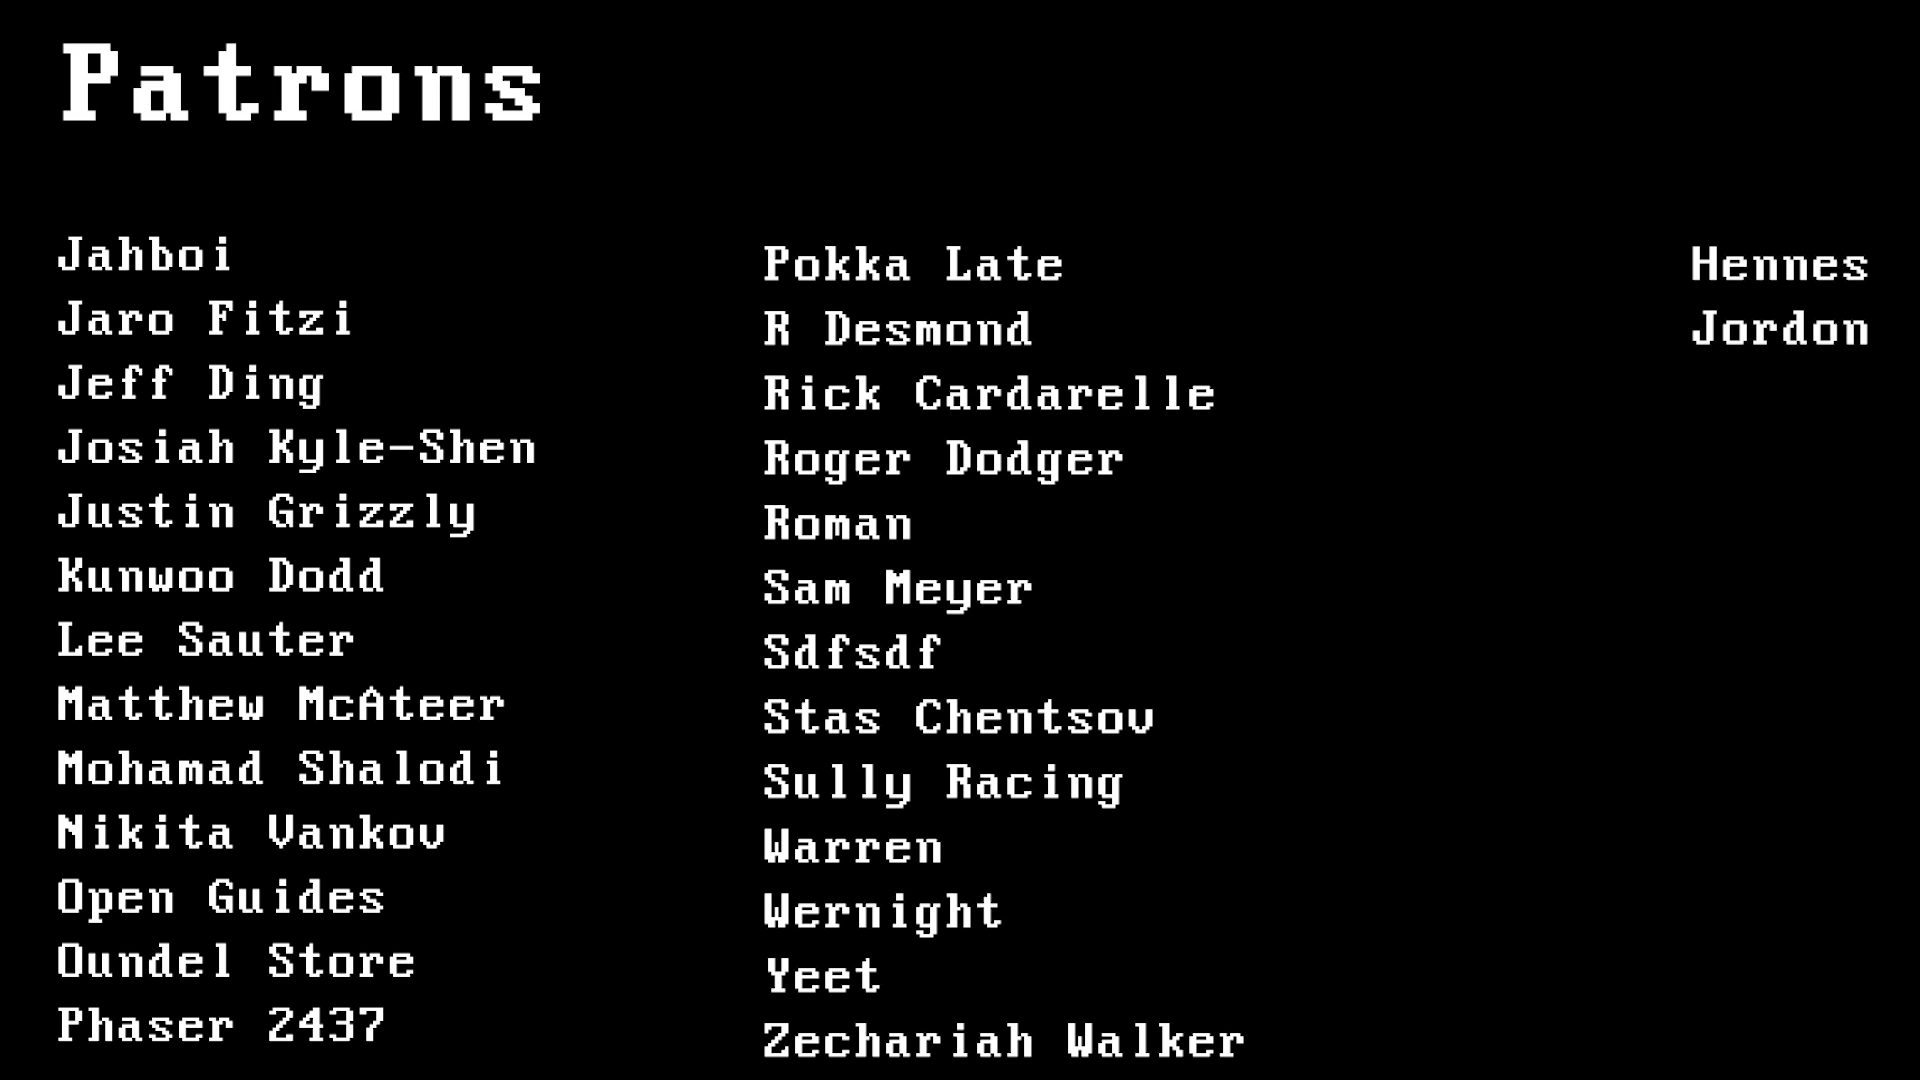 Patrons
Jahboi
Jaro Fitzi
Jeff Ding
Josiah Kyle-Shen
Justin Grizzly
Kunwoo Dodd
Lee Sauter
Matthew McAteer
Mohamad Shalodi
Nikita Vankov
Open Guides
Oundel Store
Phaser 2437
Pokka Late
R Desmond
Rick Cardarelle
Roger Dodger
Roman
Sam Meyer
Sdfsdf
Stas Chentsov
Sully Racing
Warren
Wernight
Yeet
Zechariah Walker
Hennes
Jordon